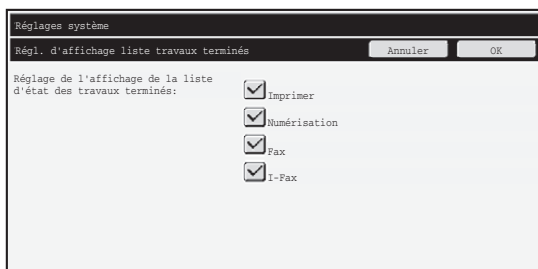 Réglages système
Régl. d'affichage liste travaux terminés
Annuler
OK
Réglage de l'affichage de la liste
d'état des travaux terminés:
Imprimer
Numérisation
Fax
I-Fax